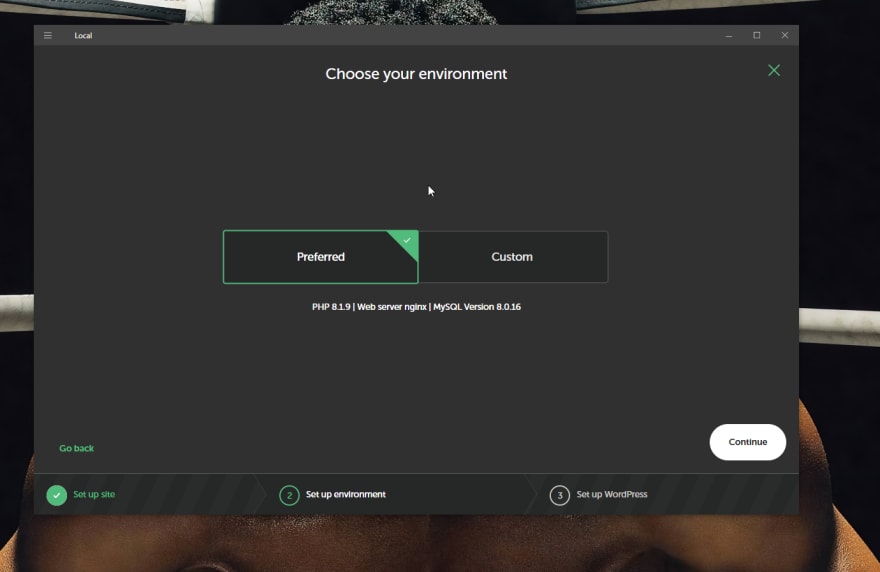 Local
Choose your environment
Preferred
Custom
PHP 8.1.9 | Web server nginx | MySQL Version 8.0.16
Go back
Continue
Set up site
2 Set up environment
3 Set up WordPress